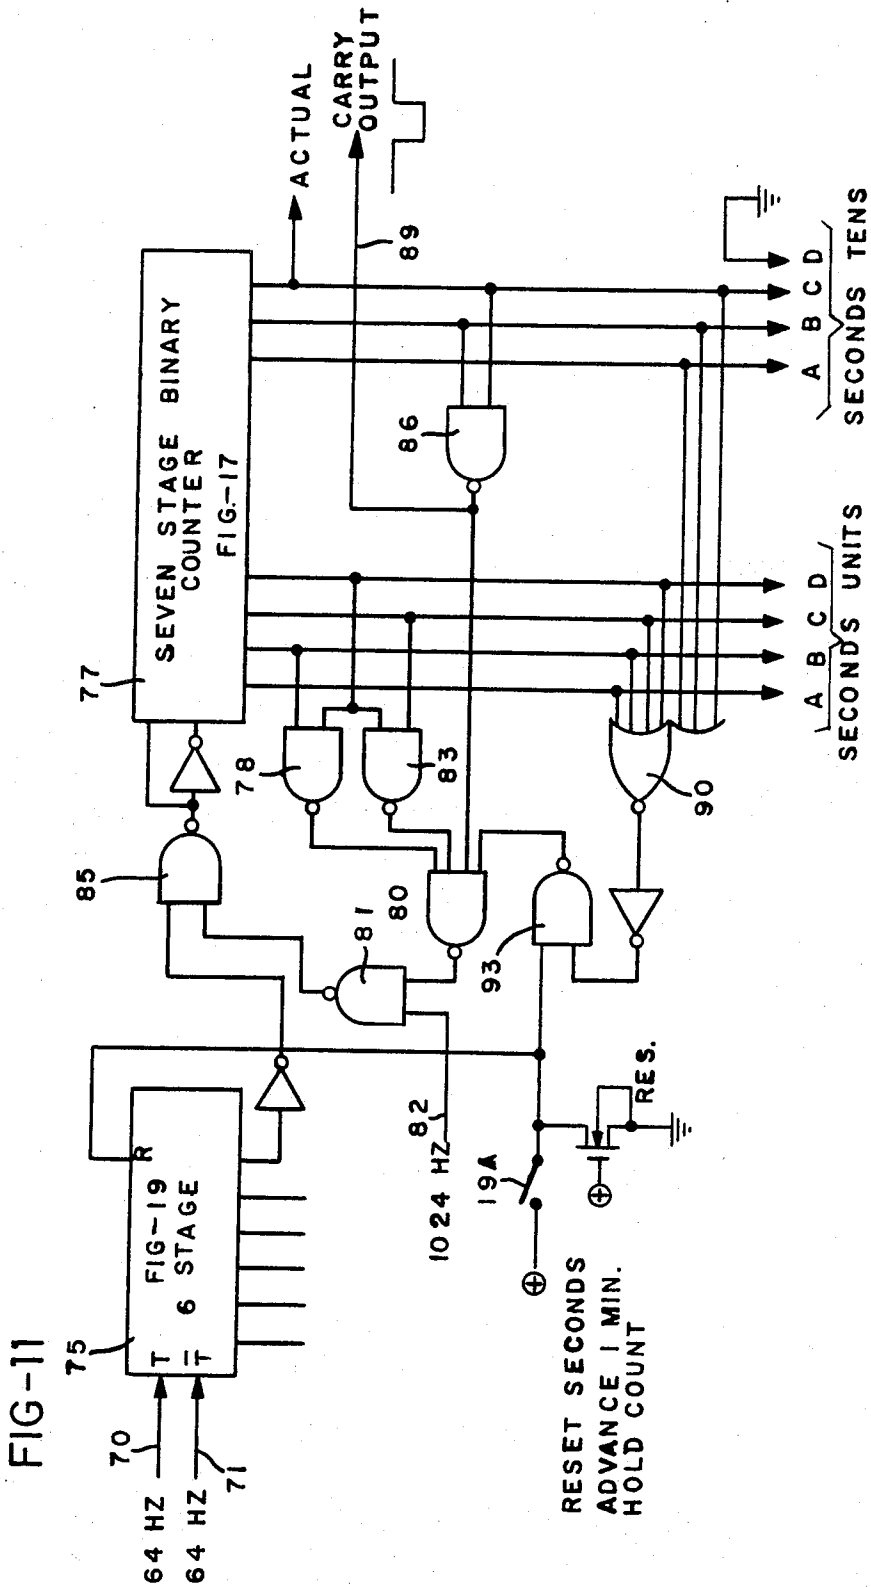 FIG-11
64 HZ
70
64 HZ
71
75
T
T̅
FIG-19
6 STAGE
R
85
77
SEVEN STAGE BINARY
COUNTER
FIG.-17
ACTUAL
CARRY
OUTPUT
89
78
83
86
80
81
82
1024 HZ
93
90
19A
RES.
RESET SECONDS
ADVANCE 1 MIN.
HOLD COUNT
A B C D
SECONDS UNITS
A B C D
SECONDS TENS